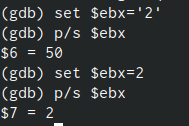 (gdb) set $ebx='2'
(gdb) p/s $ebx
$6 = 50
(gdb) set $ebx=2
(gdb) p/s $ebx
$7 = 2